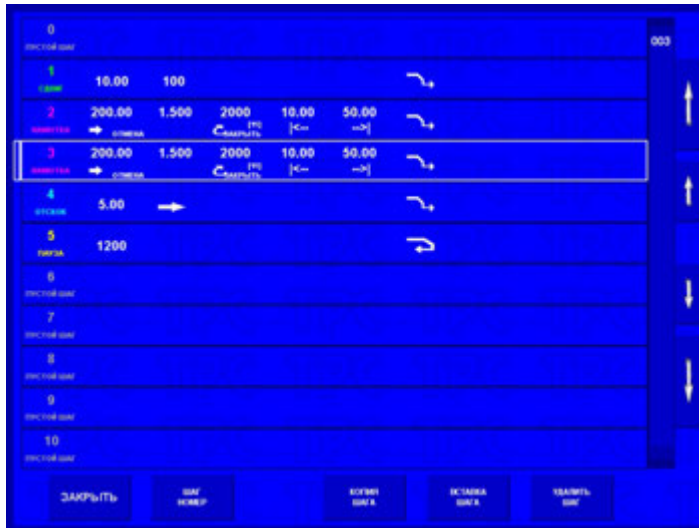 0
ПУСТОЙ ШАГ
003
1
СДВИГ
10.00 100
2
НАМОТКА
200.00 1.500 2000 10.00 50.00
ОТМЕНА ЗАКРЫТЬ |<-- -->|
3
НАМОТКА
200.00 1.500 2000 10.00 50.00
ОТМЕНА ЗАКРЫТЬ |<-- -->|
4
ОТСКОК
5.00
5
ПАУЗА
1200
6
ПУСТОЙ ШАГ
7
ПУСТОЙ ШАГ
8
ПУСТОЙ ШАГ
9
ПУСТОЙ ШАГ
10
ПУСТОЙ ШАГ
ЗАКРЫТЬ ШАГ НОМЕР КОПИЯ ШАГА ВСТАВКА ШАГА УДАЛИТЬ ШАГ